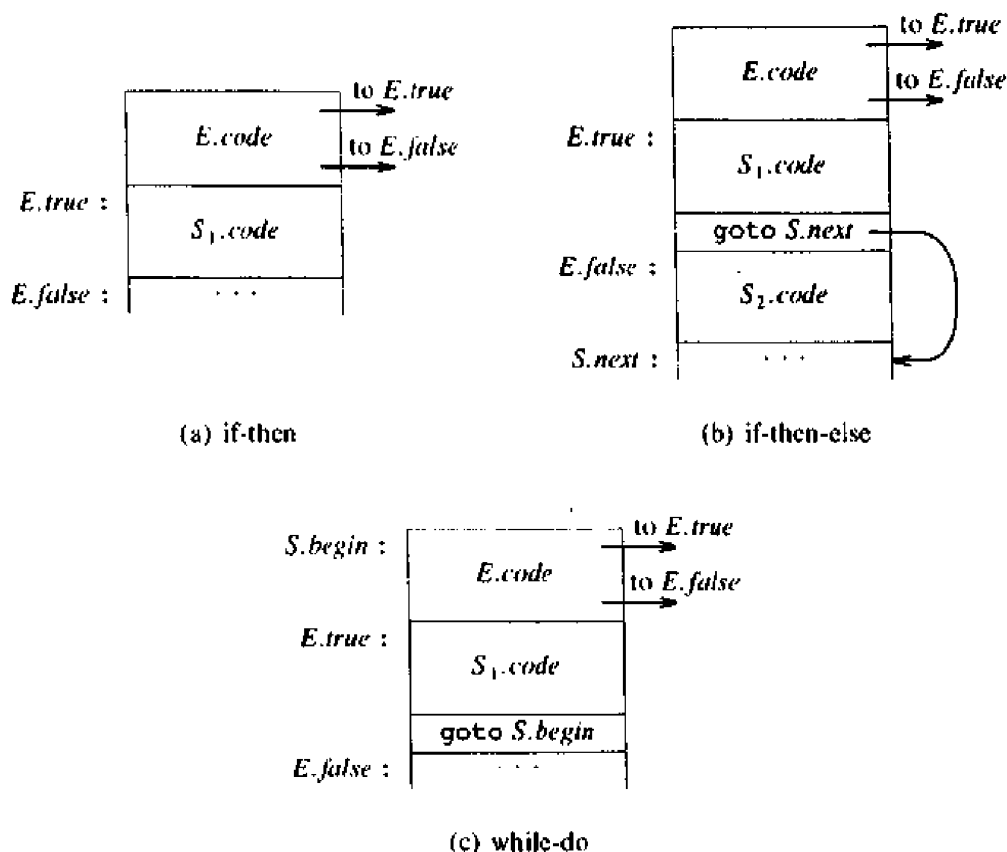 to E.true
E.code
to E.false
E.true :
S₁.code
E.false :
. . .
(a) if-then
to E.true
E.code
to E.false
E.true :
S₁.code
goto S.next
E.false :
S₂.code
S.next :
. . .
(b) if-then-else
S.begin :
to E.true
E.code
to E.false
E.true :
S₁.code
goto S.begin
E.false :
. . .
(c) while-do